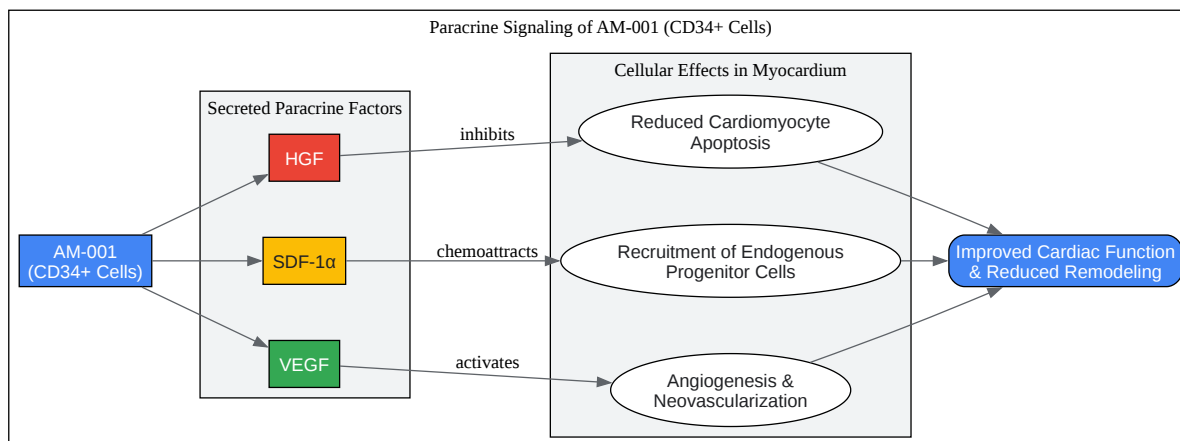 Paracrine Signaling of AM-001 (CD34+ Cells)
Secreted Paracrine Factors
Cellular Effects in Myocardium
AM-001
(CD34+ Cells)
HGF
inhibits
Reduced Cardiomyocyte
Apoptosis
SDF-1α
chemoattracts
Recruitment of Endogenous
Progenitor Cells
VEGF
activates
Angiogenesis &
Neovascularization
Improved Cardiac Function
& Reduced Remodeling